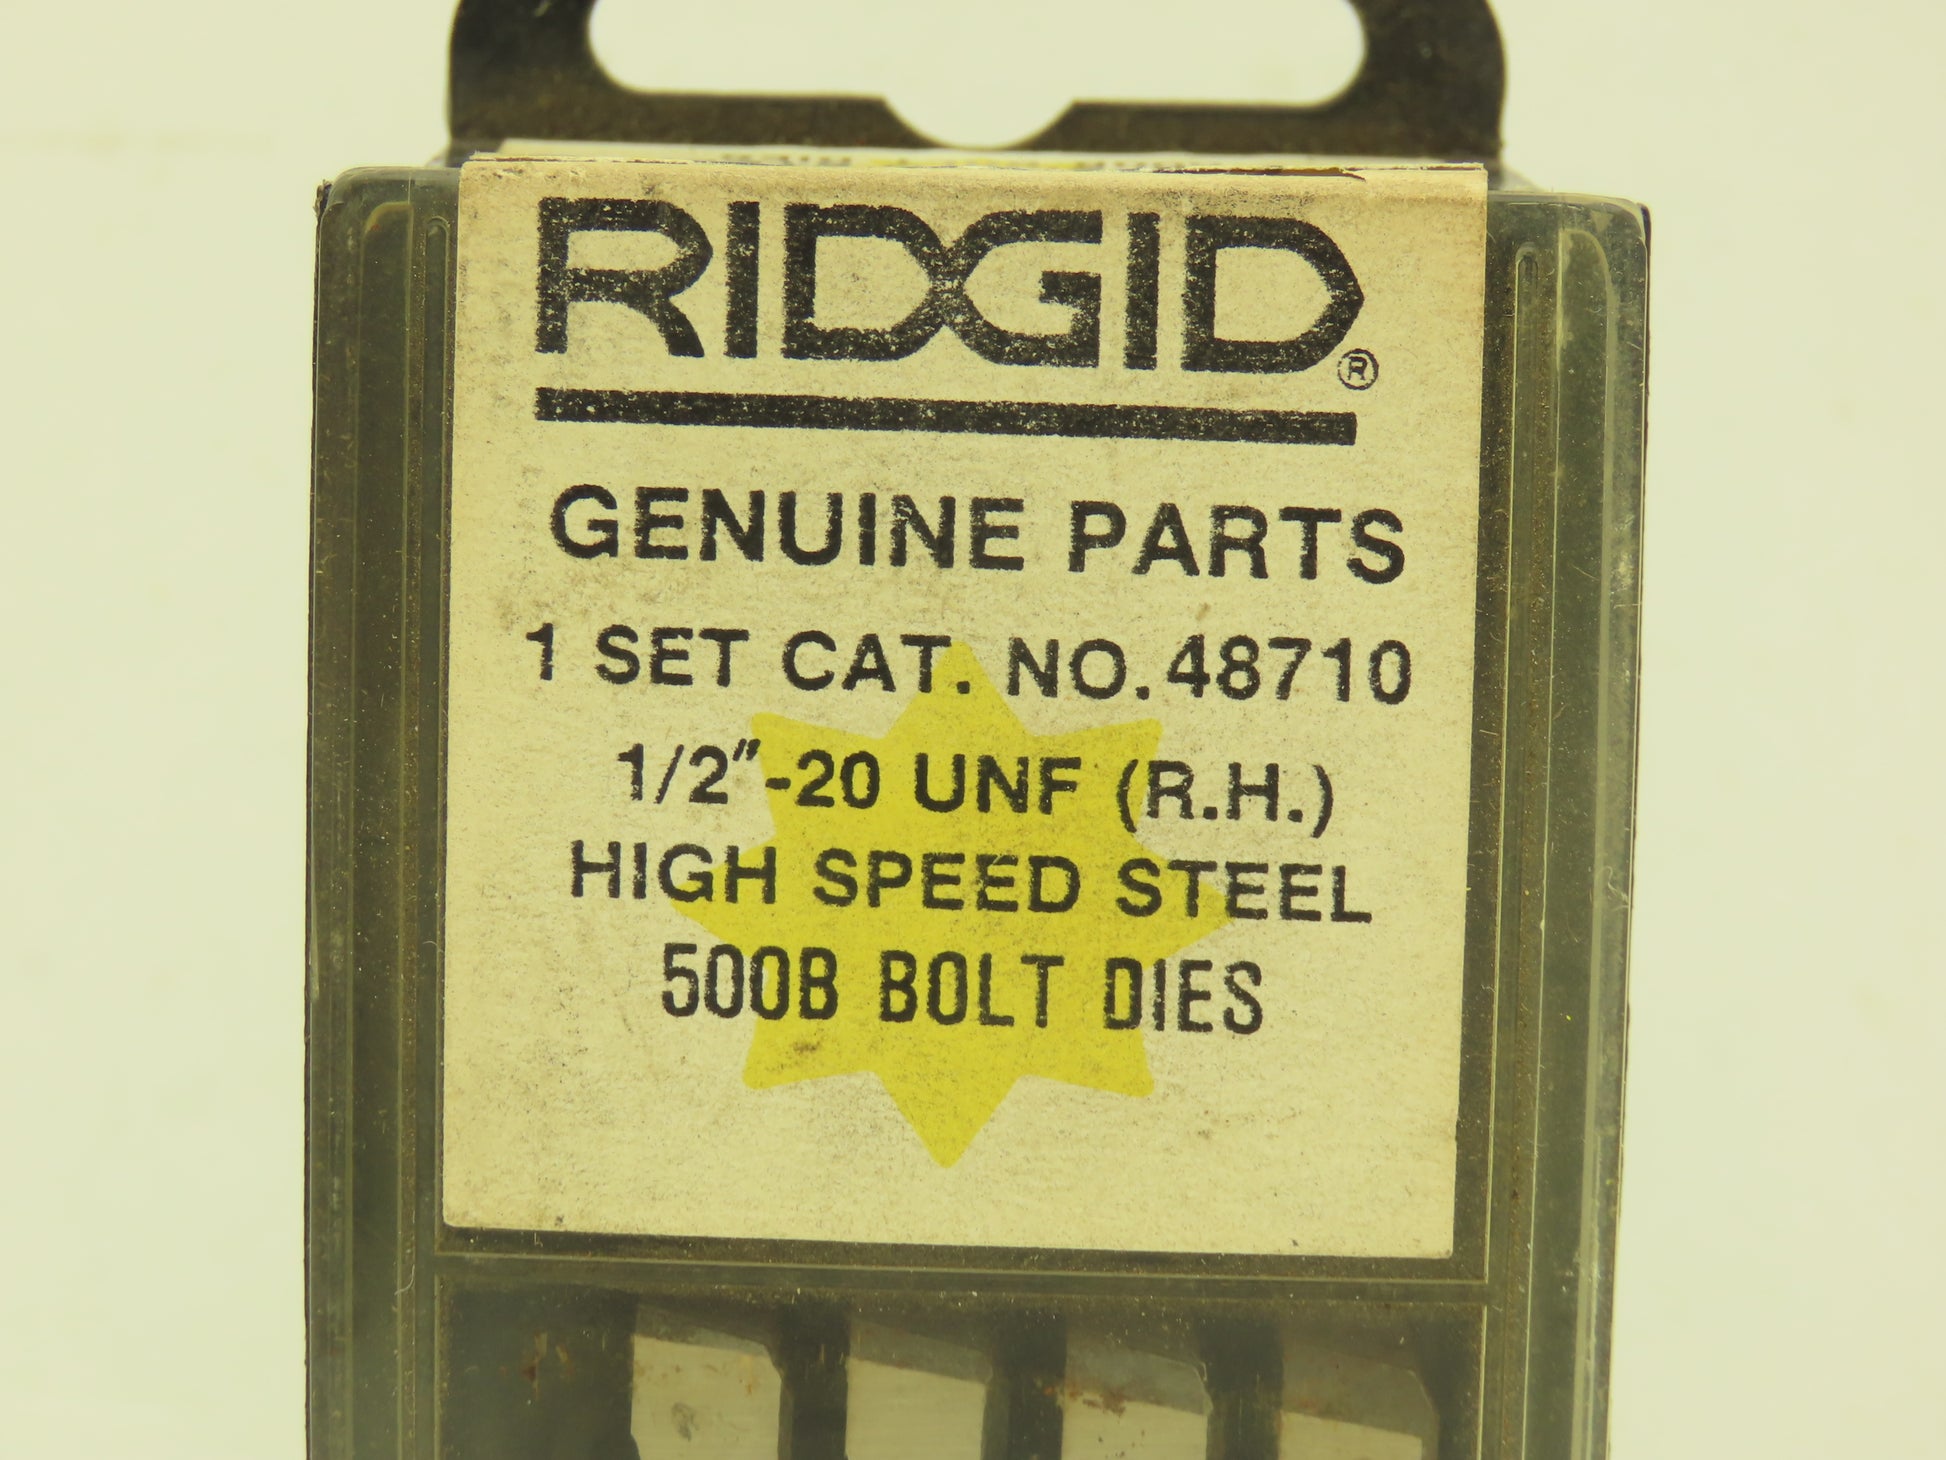 RIDGID®
GENUINE PARTS
1 SET CAT. NO. 48710
1/2"-20 UNF (R.H.)
HIGH SPEED STEEL
500B BOLT DIES